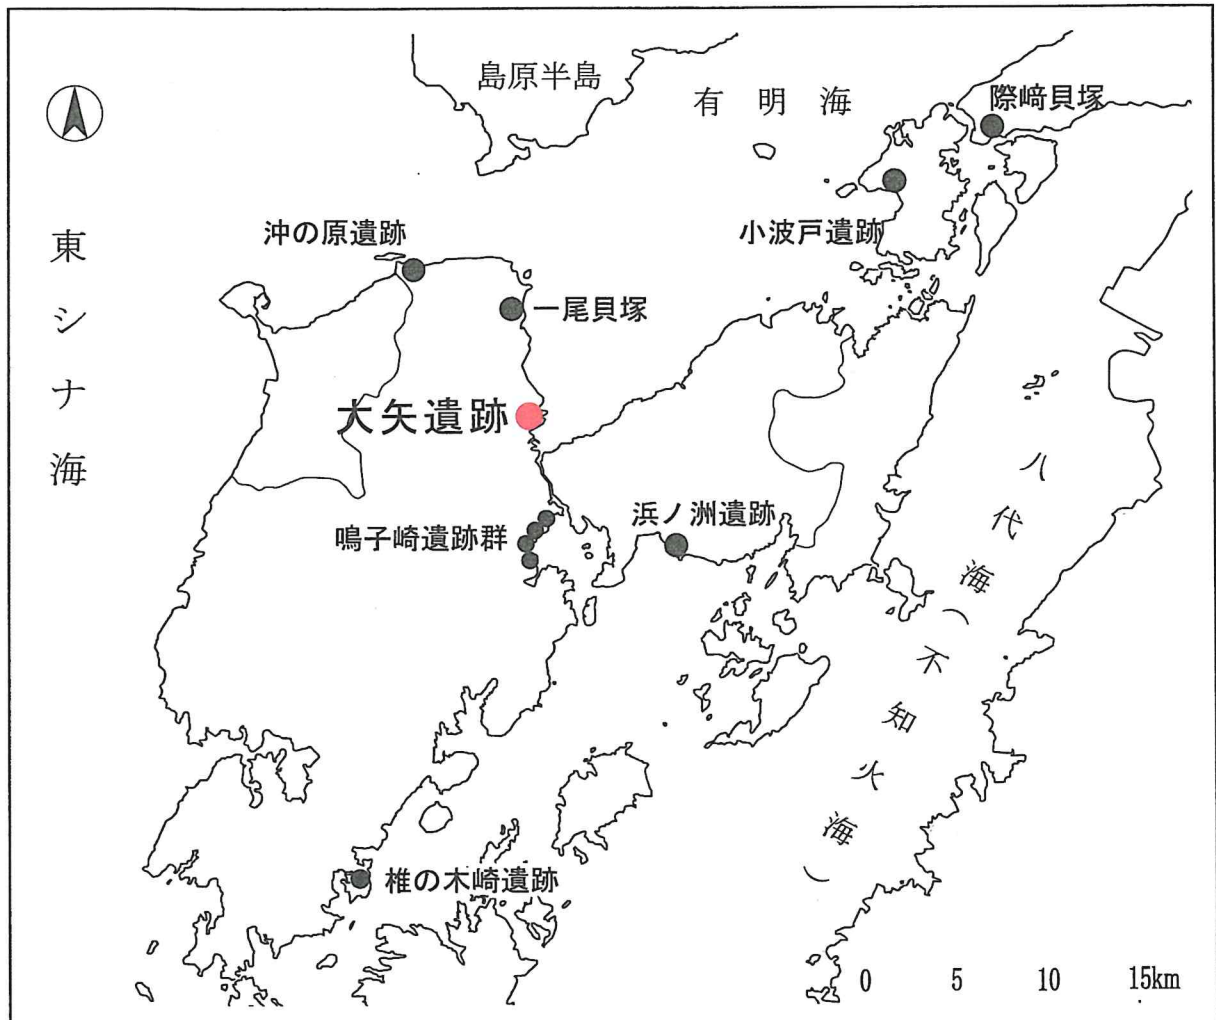 島原半島
有明海
際﨑貝塚
小波戸遺跡
沖の原遺跡
東シナ海
一尾貝塚
大矢遺跡
鳴子崎遺跡群
浜ノ洲遺跡
八代海(不知火海)
椎の木崎遺跡
0 5 10 15km